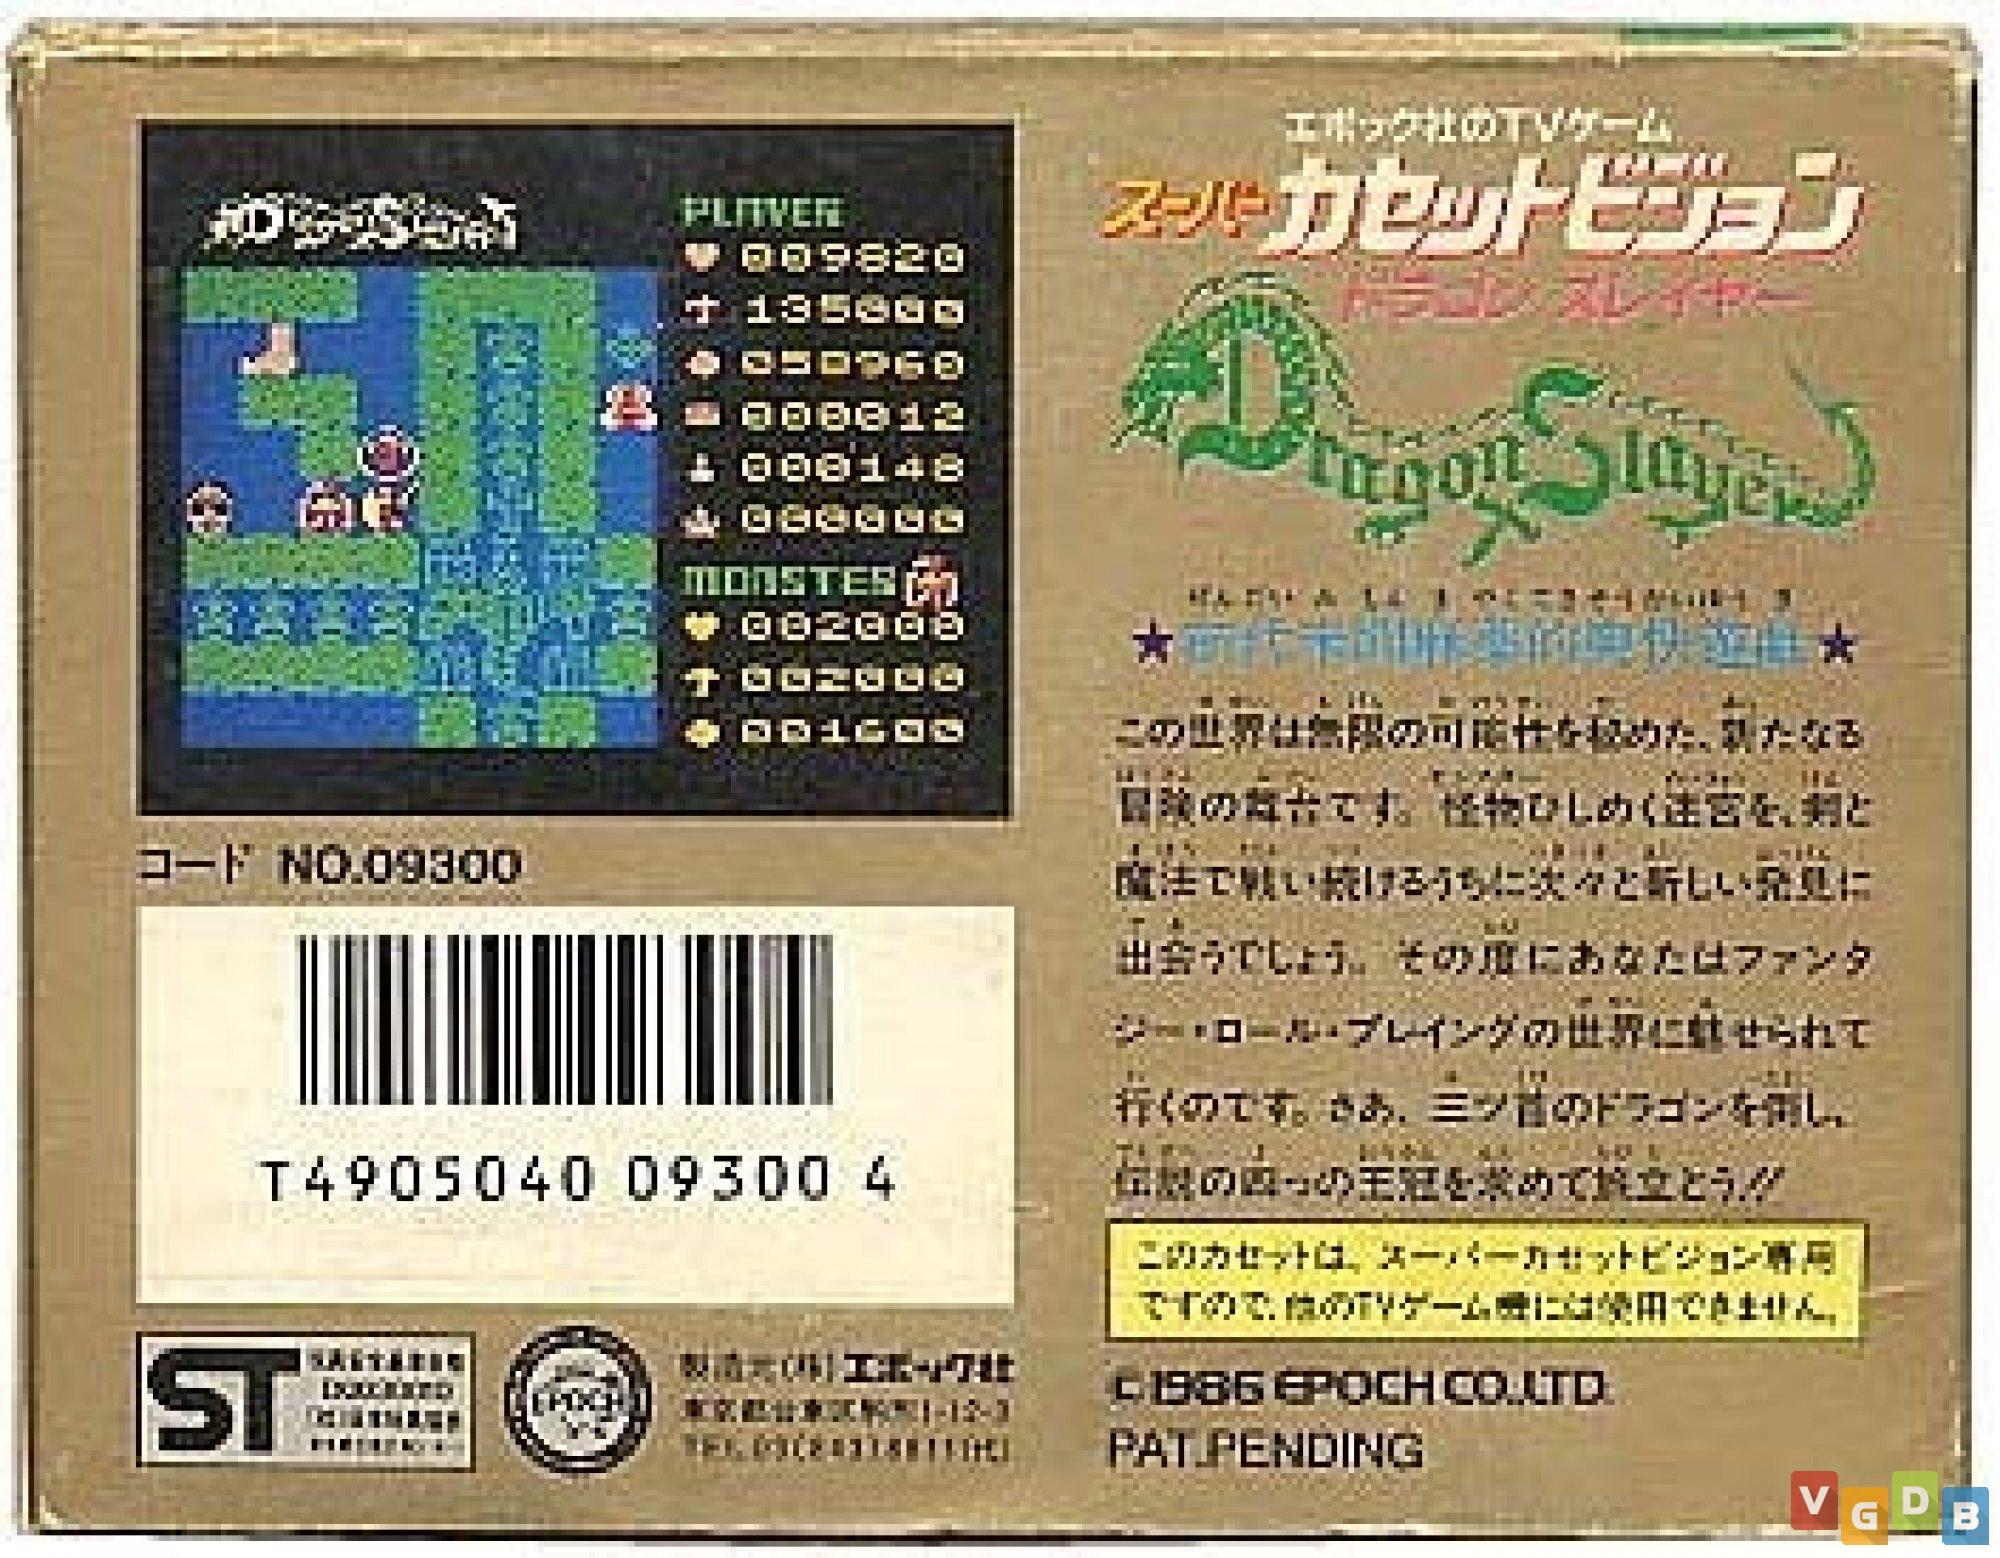 PLAYER
009820
135000
050960
000012
000148
000000
MONSTES
002000
002000
001600
コード NO.09300
T4905040 09300 4
ST
EPOCH
製造元(株)エポック社
エポック社のTVゲーム
スーパーカセットビジョン
ドラゴンスレイヤー
Dragon Slayer
この世界は無限の可能性を秘めた、新たなる
冒険の舞台です。怪物ひしめく迷宮を、剣と
魔法で戦い続けるうちに次々と新しい発見に
出会うでしょう。その度にあなたはファンタ
ジー・ロール・プレイングの世界に魅せられて
行くのです。さあ、三ツ首のドラゴンを倒し、
伝説の四つの王冠を求めて旅立とう!!
このカセットは、スーパーカセットビジョン専用
ですので、他のTVゲーム機には使用できません。
©1986 EPOCH CO.,LTD.
PAT.PENDING
VGDB